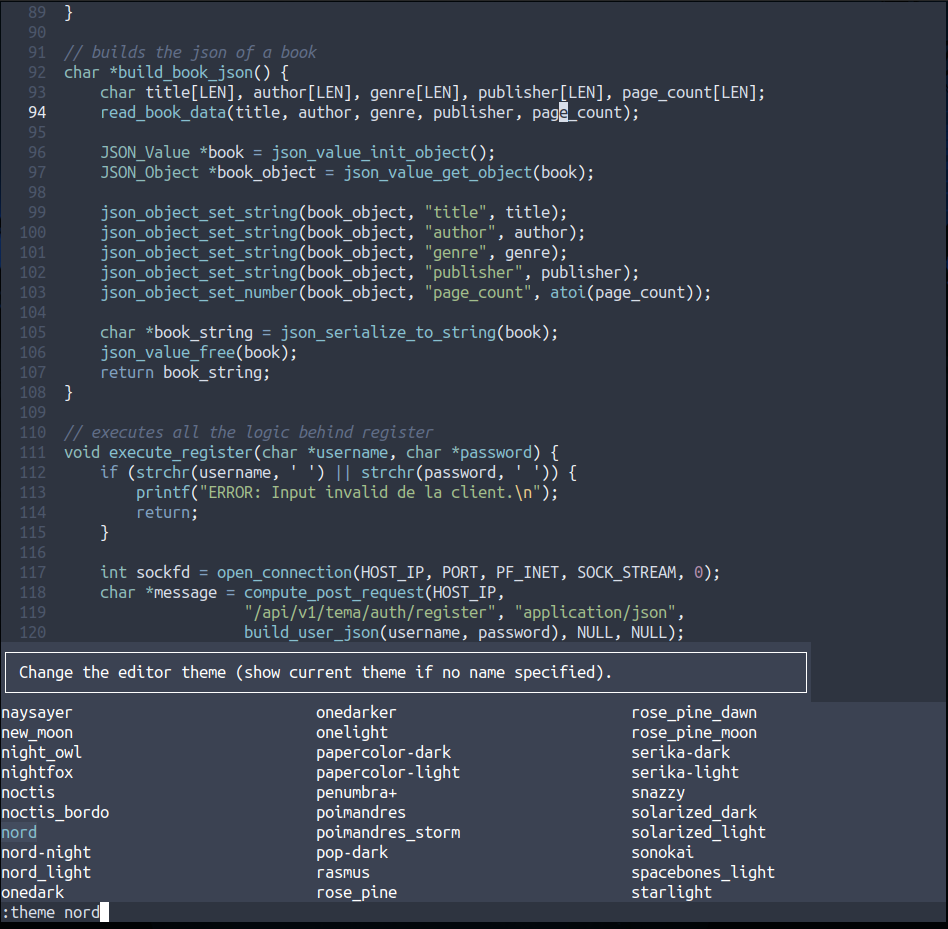 89 }
90
91 // builds the json of a book
92 char *build_book_json() {
93     char title[LEN], author[LEN], genre[LEN], publisher[LEN], page_count[LEN];
94     read_book_data(title, author, genre, publisher, page_count);
95
96     JSON_Value *book = json_value_init_object();
97     JSON_Object *book_object = json_value_get_object(book);
98
99     json_object_set_string(book_object, "title", title);
100     json_object_set_string(book_object, "author", author);
101     json_object_set_string(book_object, "genre", genre);
102     json_object_set_string(book_object, "publisher", publisher);
103     json_object_set_number(book_object, "page_count", atoi(page_count));
104
105     char *book_string = json_serialize_to_string(book);
106     json_value_free(book);
107     return book_string;
108 }
109
110 // executes all the logic behind register
111 void execute_register(char *username, char *password) {
112     if (strchr(username, ' ') || strchr(password, ' ')) {
113         printf("ERROR: Input invalid de la client.\n");
114         return;
115     }
116
117     int sockfd = open_connection(HOST_IP, PORT, PF_INET, SOCK_STREAM, 0);
118     char *message = compute_post_request(HOST_IP,
119                     "/api/v1/tema/auth/register", "application/json",
120                     build_user_json(username, password), NULL, NULL);
Change the editor theme (show current theme if no name specified).
naysayer onedarker rose_pine_dawn
new_moon onelight rose_pine_moon
night_owl papercolor-dark serika-dark
nightfox papercolor-light serika-light
noctis penumbra+ snazzy
noctis_bordo poimandres solarized_dark
nord poimandres_storm solarized_light
nord-night pop-dark sonokai
nord_light rasmus spacebones_light
onedark rose_pine starlight
:theme nord